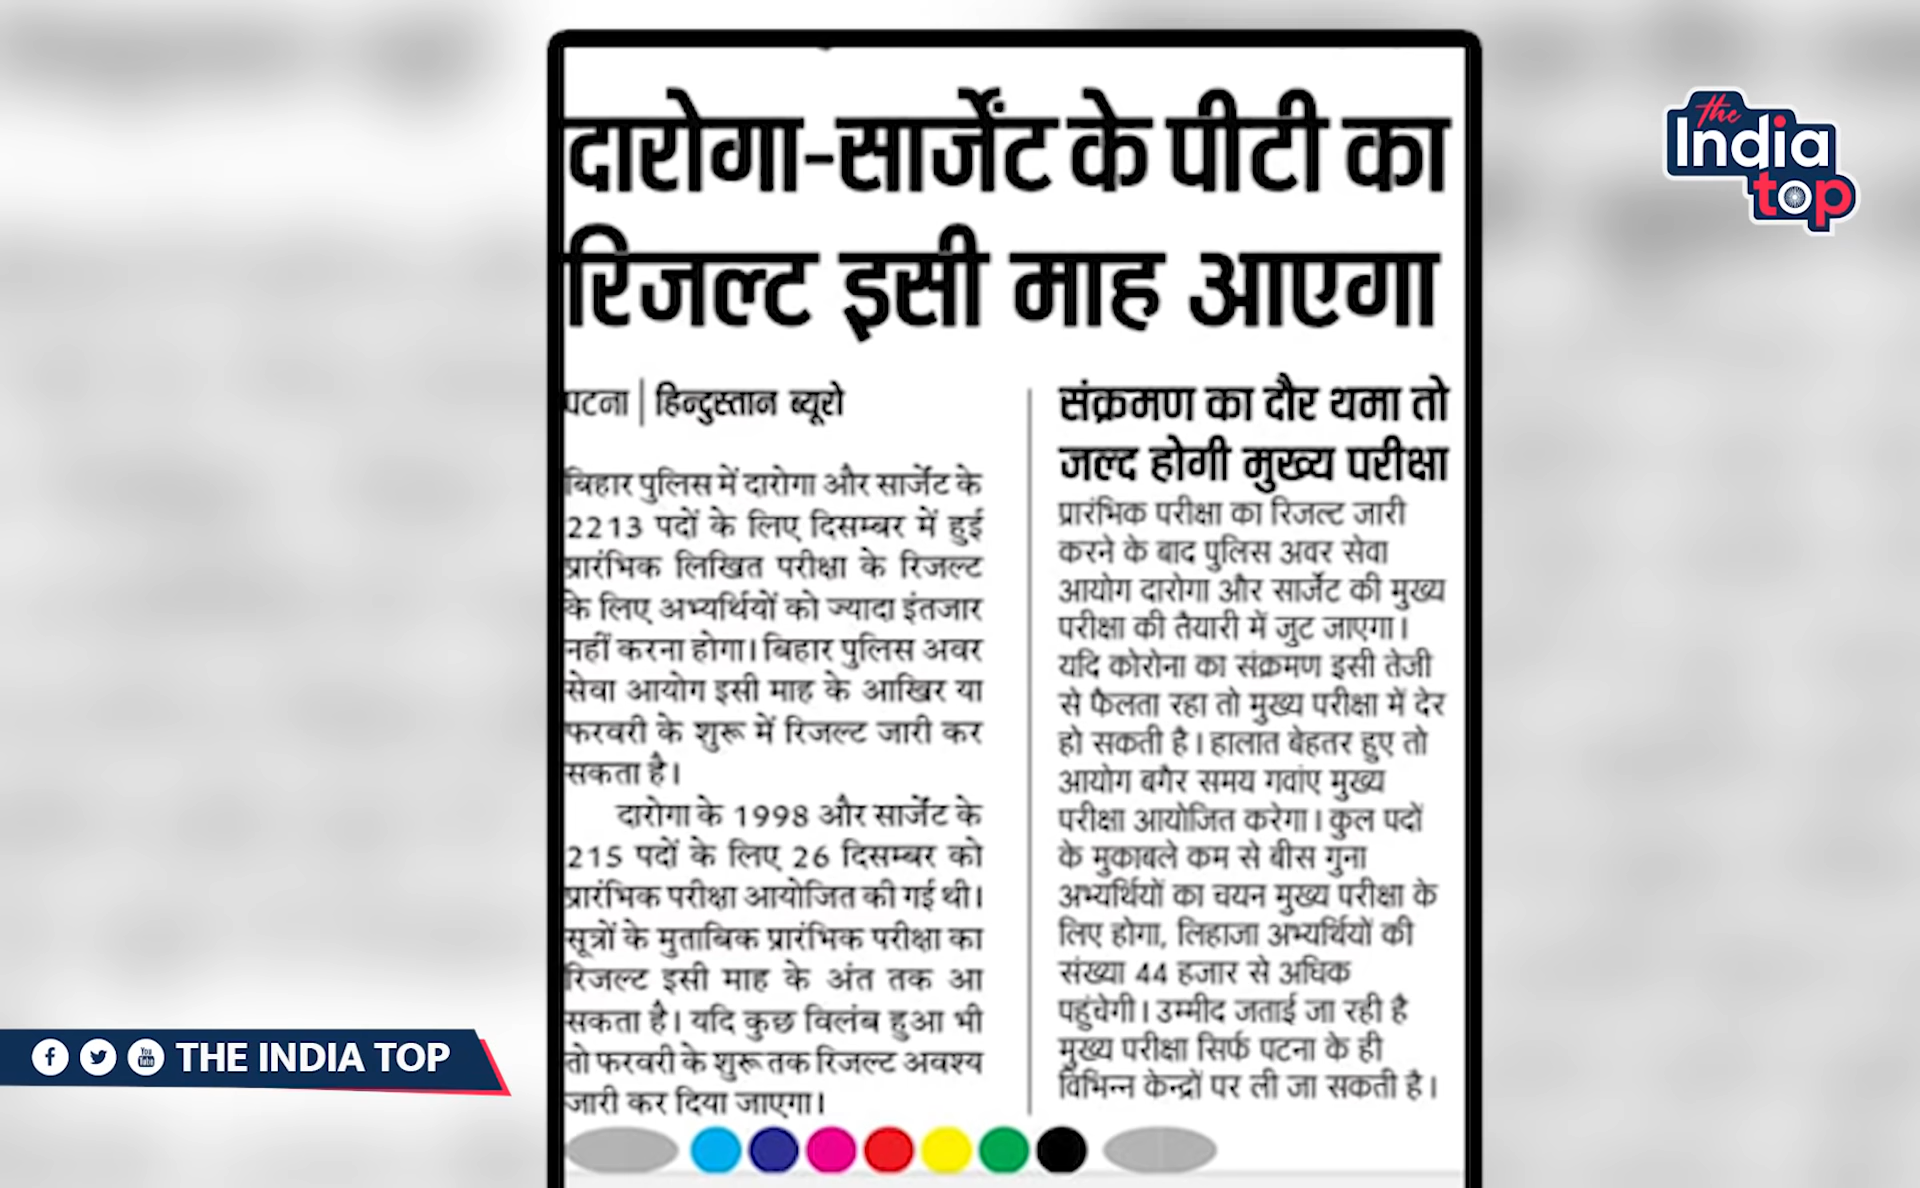 दारोगा-सार्जेंट के पीटी का
रिजल्ट इसी माह आएगा
पटना | हिन्दुस्तान ब्यूरो
बिहार पुलिस में दारोगा और सार्जेंट के
2213 पदों के लिए दिसम्बर में हुई
प्रारंभिक लिखित परीक्षा के रिजल्ट
के लिए अभ्यर्थियों को ज्यादा इंतजार
नहीं करना होगा। बिहार पुलिस अवर
सेवा आयोग इसी माह के आखिर या
फरवरी के शुरू में रिजल्ट जारी कर
सकता है।
दारोगा के 1998 और सार्जेंट के
215 पदों के लिए 26 दिसम्बर को
प्रारंभिक परीक्षा आयोजित की गई थी।
सूत्रों के मुताबिक प्रारंभिक परीक्षा का
रिजल्ट इसी माह के अंत तक आ
सकता है। यदि कुछ विलंब हुआ भी
तो फरवरी के शुरू तक रिजल्ट अवश्य
जारी कर दिया जाएगा।
संक्रमण का दौर थमा तो
जल्द होगी मुख्य परीक्षा
प्रारंभिक परीक्षा का रिजल्ट जारी
करने के बाद पुलिस अवर सेवा
आयोग दारोगा और सार्जेंट की मुख्य
परीक्षा की तैयारी में जुट जाएगा।
यदि कोरोना का संक्रमण इसी तेजी
से फैलता रहा तो मुख्य परीक्षा में देर
हो सकती है। हालात बेहतर हुए तो
आयोग बगैर समय गवांए मुख्य
परीक्षा आयोजित करेगा। कुल पदों
के मुकाबले कम से बीस गुना
अभ्यर्थियों का चयन मुख्य परीक्षा के
लिए होगा, लिहाजा अभ्यर्थियों की
संख्या 44 हजार से अधिक
पहुंचेगी। उम्मीद जताई जा रही है
मुख्य परीक्षा सिर्फ पटना के ही
विभिन्न केन्द्रों पर ली जा सकती है।
the
India
top
THE INDIA TOP